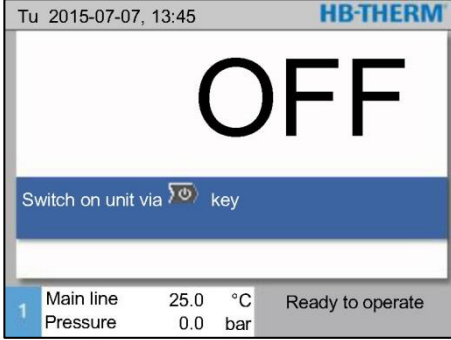 Tu 2015-07-07, 13:45 HB-THERM
OFF
Switch on unit via key
1 Main line 25.0 °C Ready to operate
Pressure 0.0 bar